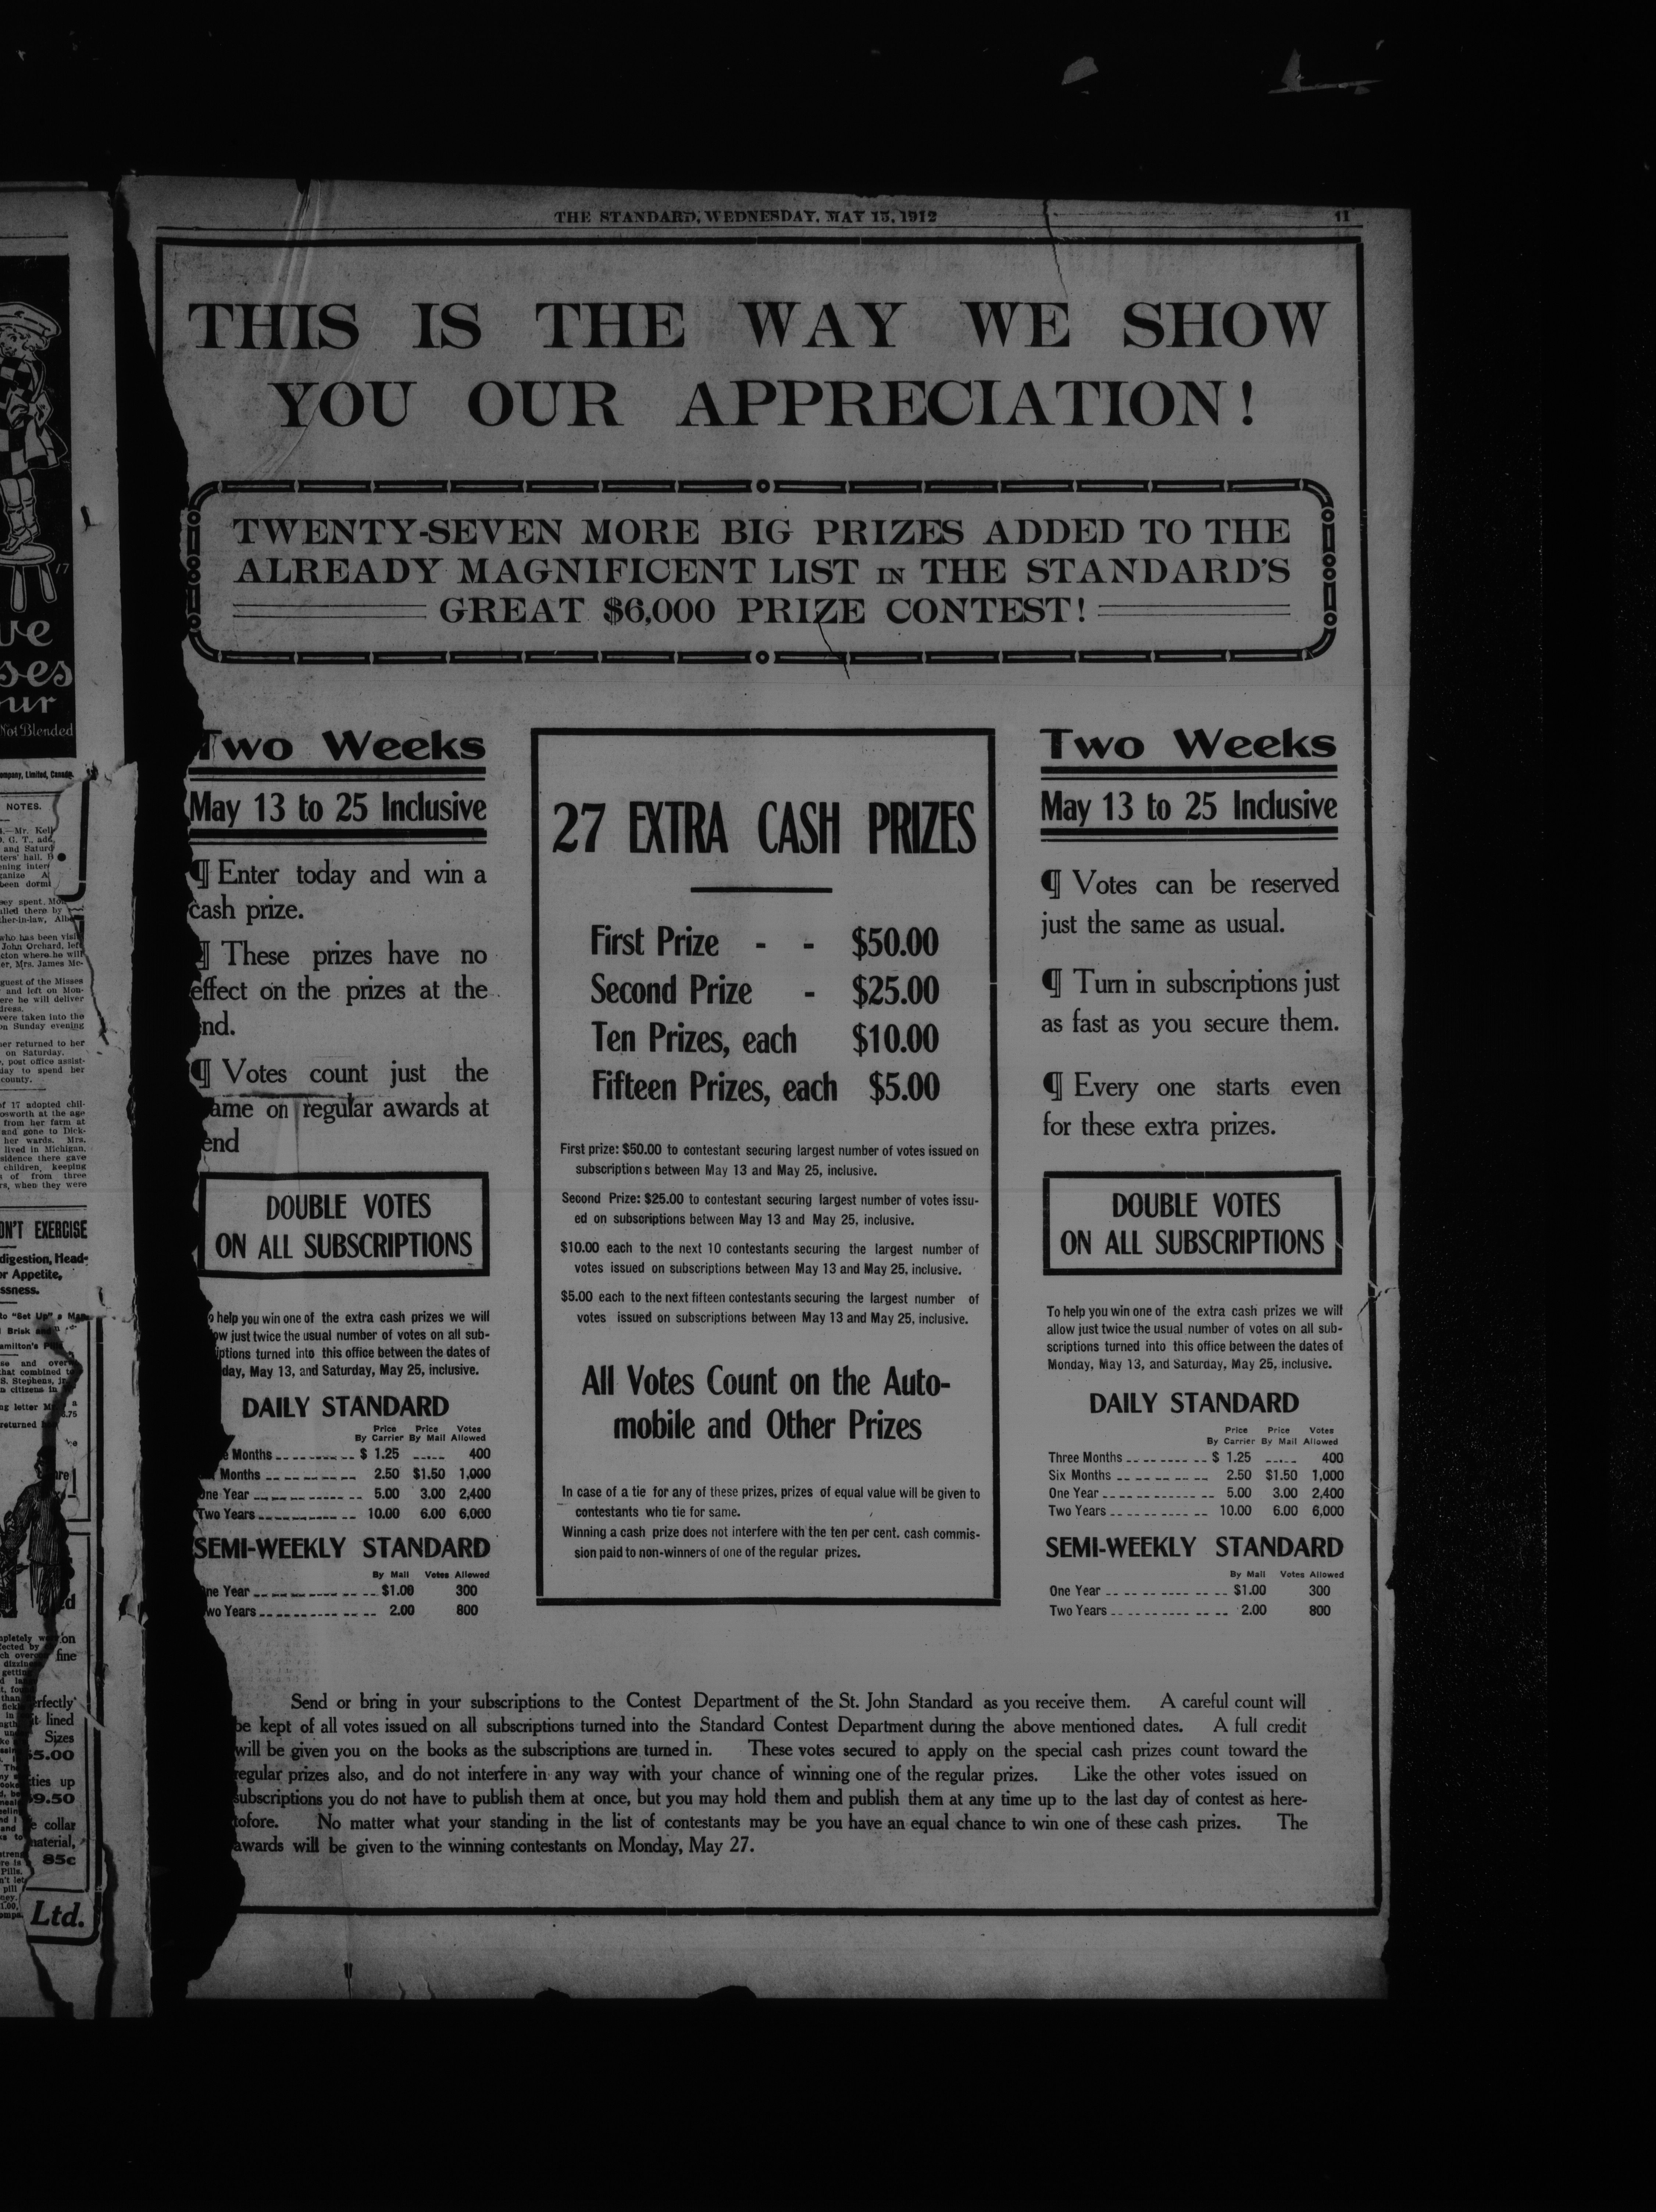 THE STANDARD, WEDNESDAY, MAY 15, 1912
11
THIS IS THE WAY WE SHOW
YOU OUR APPRECIATION!
TWENTY-SEVEN MORE BIG PRIZES ADDED TO THE
ALREADY MAGNIFICENT LIST IN THE STANDARD'S
GREAT $6,000 PRIZE CONTEST!
Two Weeks
May 13 to 25 Inclusive
¶ Enter today and win a
cash prize.
¶ These prizes have no
effect on the prizes at the
end.
¶ Votes count just the
same on regular awards at
end
DOUBLE VOTES
ON ALL SUBSCRIPTIONS
To help you win one of the extra cash prizes we will
allow just twice the usual number of votes on all sub-
scriptions turned into this office between the dates of
Monday, May 13, and Saturday, May 25, inclusive.
DAILY STANDARD
Price Price Votes
By Carrier By Mail Allowed
Three Months $ 1.25 400
Six Months 2.50 $1.50 1,000
One Year 5.00 3.00 2,400
Two Years 10.00 6.00 6,000
SEMI-WEEKLY STANDARD
By Mail Votes Allowed
One Year $1.00 300
Two Years 2.00 800
27 EXTRA CASH PRIZES
First Prize - - $50.00
Second Prize - $25.00
Ten Prizes, each $10.00
Fifteen Prizes, each $5.00
First prize: $50.00 to contestant securing largest number of votes issued on
subscriptions between May 13 and May 25, inclusive.
Second Prize: $25.00 to contestant securing largest number of votes issu-
ed on subscriptions between May 13 and May 25, inclusive.
$10.00 each to the next 10 contestants securing the largest number of
votes issued on subscriptions between May 13 and May 25, inclusive.
$5.00 each to the next fifteen contestants securing the largest number of
votes issued on subscriptions between May 13 and May 25, inclusive.
All Votes Count on the Auto-
mobile and Other Prizes
In case of a tie for any of these prizes, prizes of equal value will be given to
contestants who tie for same.
Winning a cash prize does not interfere with the ten per cent. cash commis-
sion paid to non-winners of one of the regular prizes.
Two Weeks
May 13 to 25 Inclusive
¶ Votes can be reserved
just the same as usual.
¶ Turn in subscriptions just
as fast as you secure them.
¶ Every one starts even
for these extra prizes.
DOUBLE VOTES
ON ALL SUBSCRIPTIONS
To help you win one of the extra cash prizes we will
allow just twice the usual number of votes on all sub-
scriptions turned into this office between the dates of
Monday, May 13, and Saturday, May 25, inclusive.
DAILY STANDARD
Price Price Votes
By Carrier By Mail Allowed
Three Months $ 1.25 400
Six Months 2.50 $1.50 1,000
One Year 5.00 3.00 2,400
Two Years 10.00 6.00 6,000
SEMI-WEEKLY STANDARD
By Mail Votes Allowed
One Year $1.00 300
Two Years 2.00 800
Send or bring in your subscriptions to the Contest Department of the St. John Standard as you receive them. A careful count will
be kept of all votes issued on all subscriptions turned into the Standard Contest Department during the above mentioned dates. A full credit
will be given you on the books as the subscriptions are turned in. These votes secured to apply on the special cash prizes count toward the
regular prizes also, and do not interfere in any way with your chance of winning one of the regular prizes. Like the other votes issued on
subscriptions you do not have to publish them at once, but you may hold them and publish them at any time up to the last day of contest as here-
tofore. No matter what your standing in the list of contestants may be you have an equal chance to win one of these cash prizes. The
awards will be given to the winning contestants on Monday, May 27.